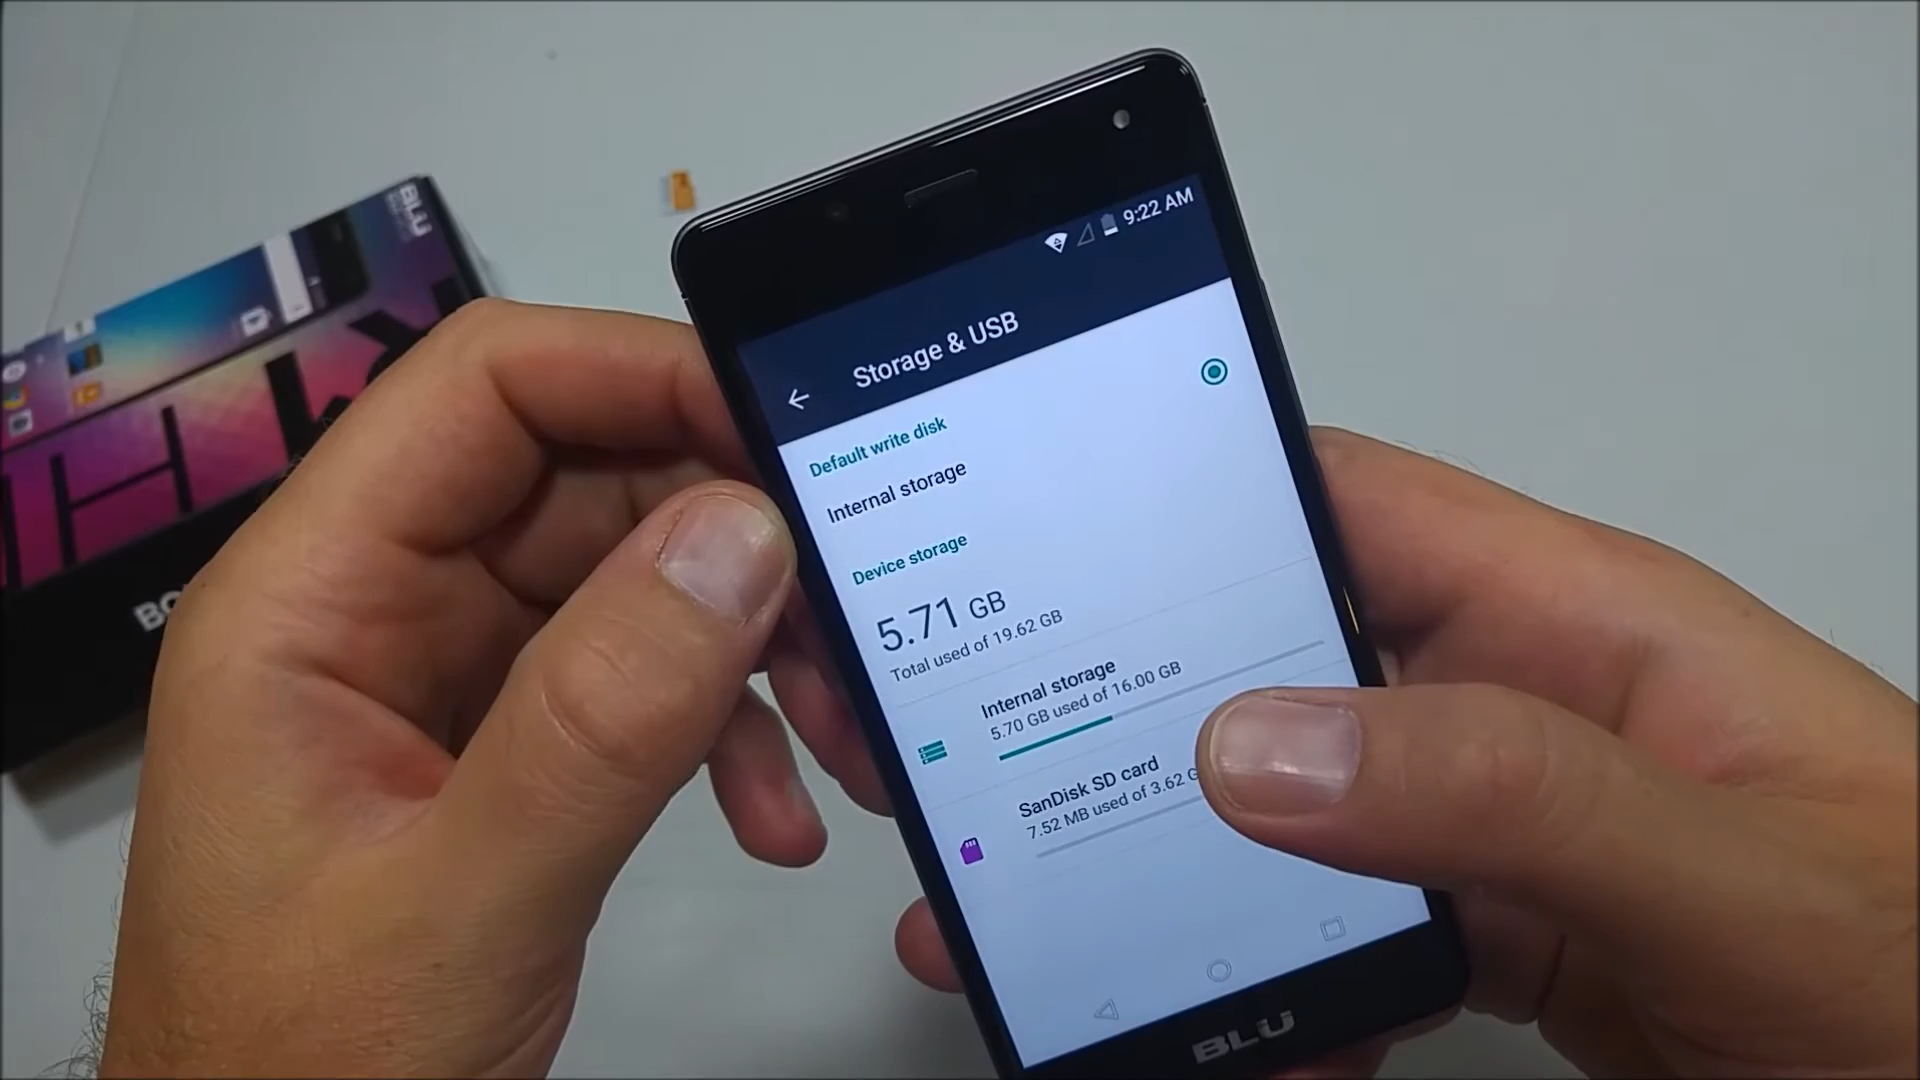 BLU
9:22 AM
Storage & USB
Default write disk
Internal storage
Device storage
5.71 GB
Total used of 19.62 GB
Internal storage
5.70 GB used of 16.00 GB
SanDisk SD card
7.52 MB used of 3.62 G
BLU